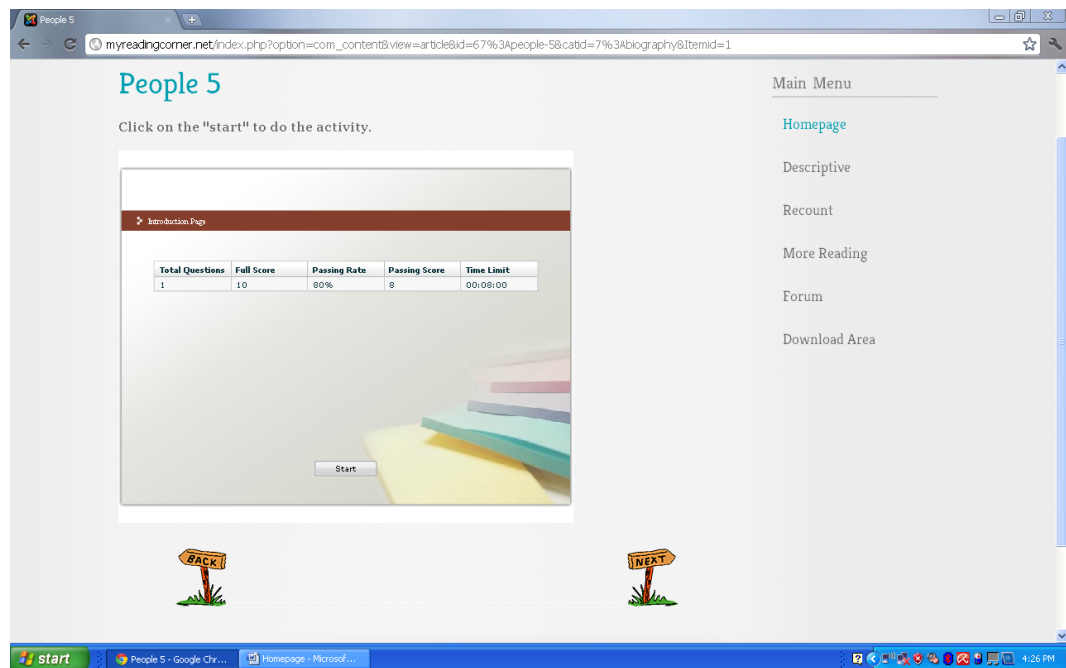 People 5
myreadingcorner.net/index.php?option=com_content&view=article&id=67%3Apeople-5&catid=7%3Abiography&Itemid=1
People 5
Click on the "start" to do the activity.
Introduction Page
Total Questions Full Score Passing Rate Passing Score Time Limit
1 10 80% 8 00:08:00
Start
BACK
NEXT
Main Menu
Homepage
Descriptive
Recount
More Reading
Forum
Download Area
start People 5 - Google Chr... Homepage - Microsof... 4:26 PM